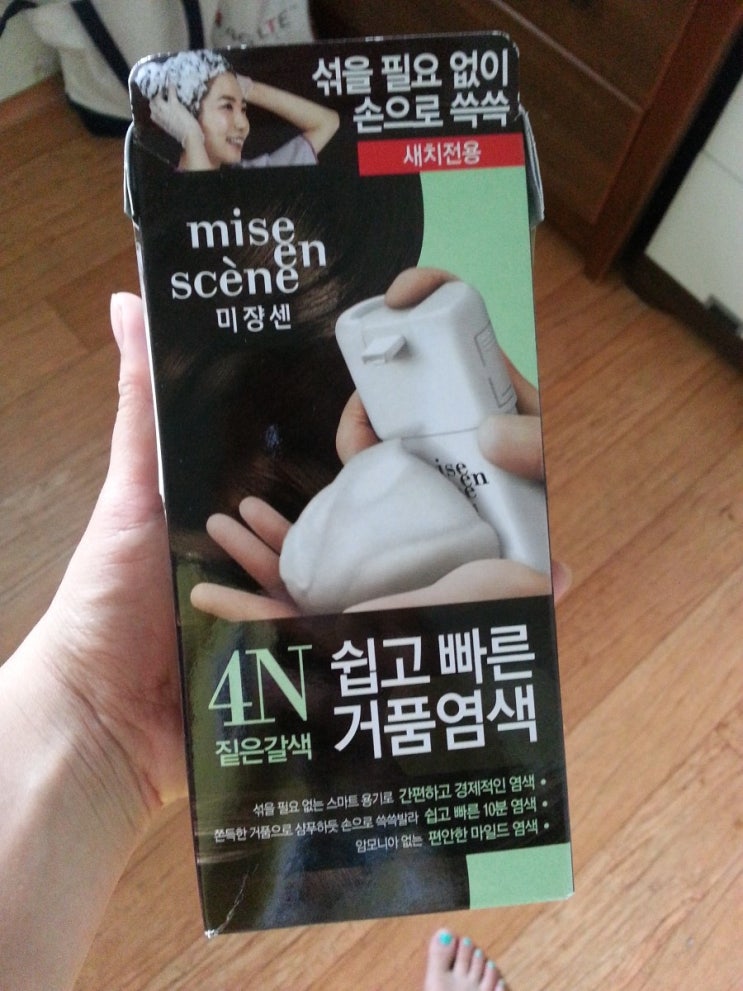 섞을 필요 없이
손으로 쓱쓱
새치전용
mise
en
scène
미쟝센
ise
en
4N
짙은갈색
쉽고 빠른
거품염색
섞을 필요 없는 스마트 용기로 간편하고 경제적인 염색 •
쫀득한 거품으로 샴푸하듯 손으로 쓱쓱발라 쉽고 빠른 10분 염색 •
암모니아 없는 편안한 마일드 염색 •